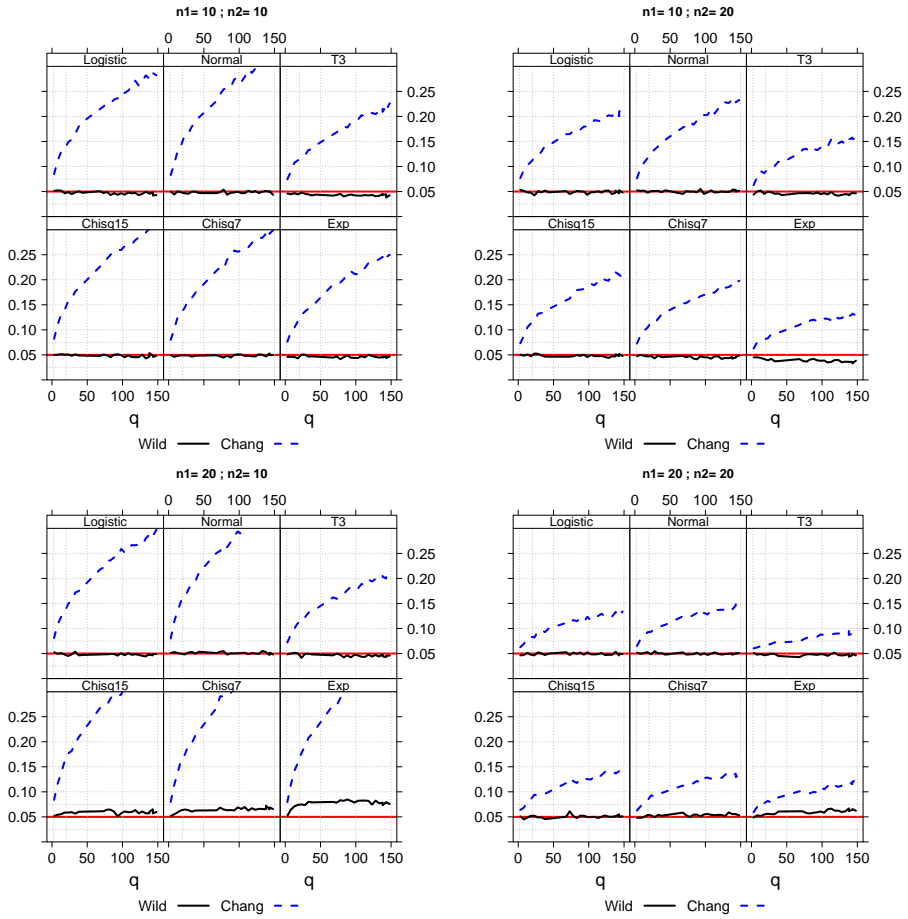 n1= 10 ; n2= 10
0 50 100 150
Logistic Normal T3
0.25
0.20
0.15
0.10
0.05
Chisq15 Chisq7 Exp
0.25
0.20
0.15
0.10
0.05
0 50 100 150 0 50 100 150
q
Wild Chang
n1= 10 ; n2= 20
0 50 100 150
Logistic Normal T3
0.25
0.20
0.15
0.10
0.05
Chisq15 Chisq7 Exp
0.25
0.20
0.15
0.10
0.05
0 50 100 150 0 50 100 150
q
Wild Chang
n1= 20 ; n2= 10
0 50 100 150
Logistic Normal T3
0.25
0.20
0.15
0.10
0.05
Chisq15 Chisq7 Exp
0.25
0.20
0.15
0.10
0.05
0 50 100 150 0 50 100 150
q
Wild Chang
n1= 20 ; n2= 20
0 50 100 150
Logistic Normal T3
0.25
0.20
0.15
0.10
0.05
Chisq15 Chisq7 Exp
0.25
0.20
0.15
0.10
0.05
0 50 100 150 0 50 100 150
q
Wild Chang